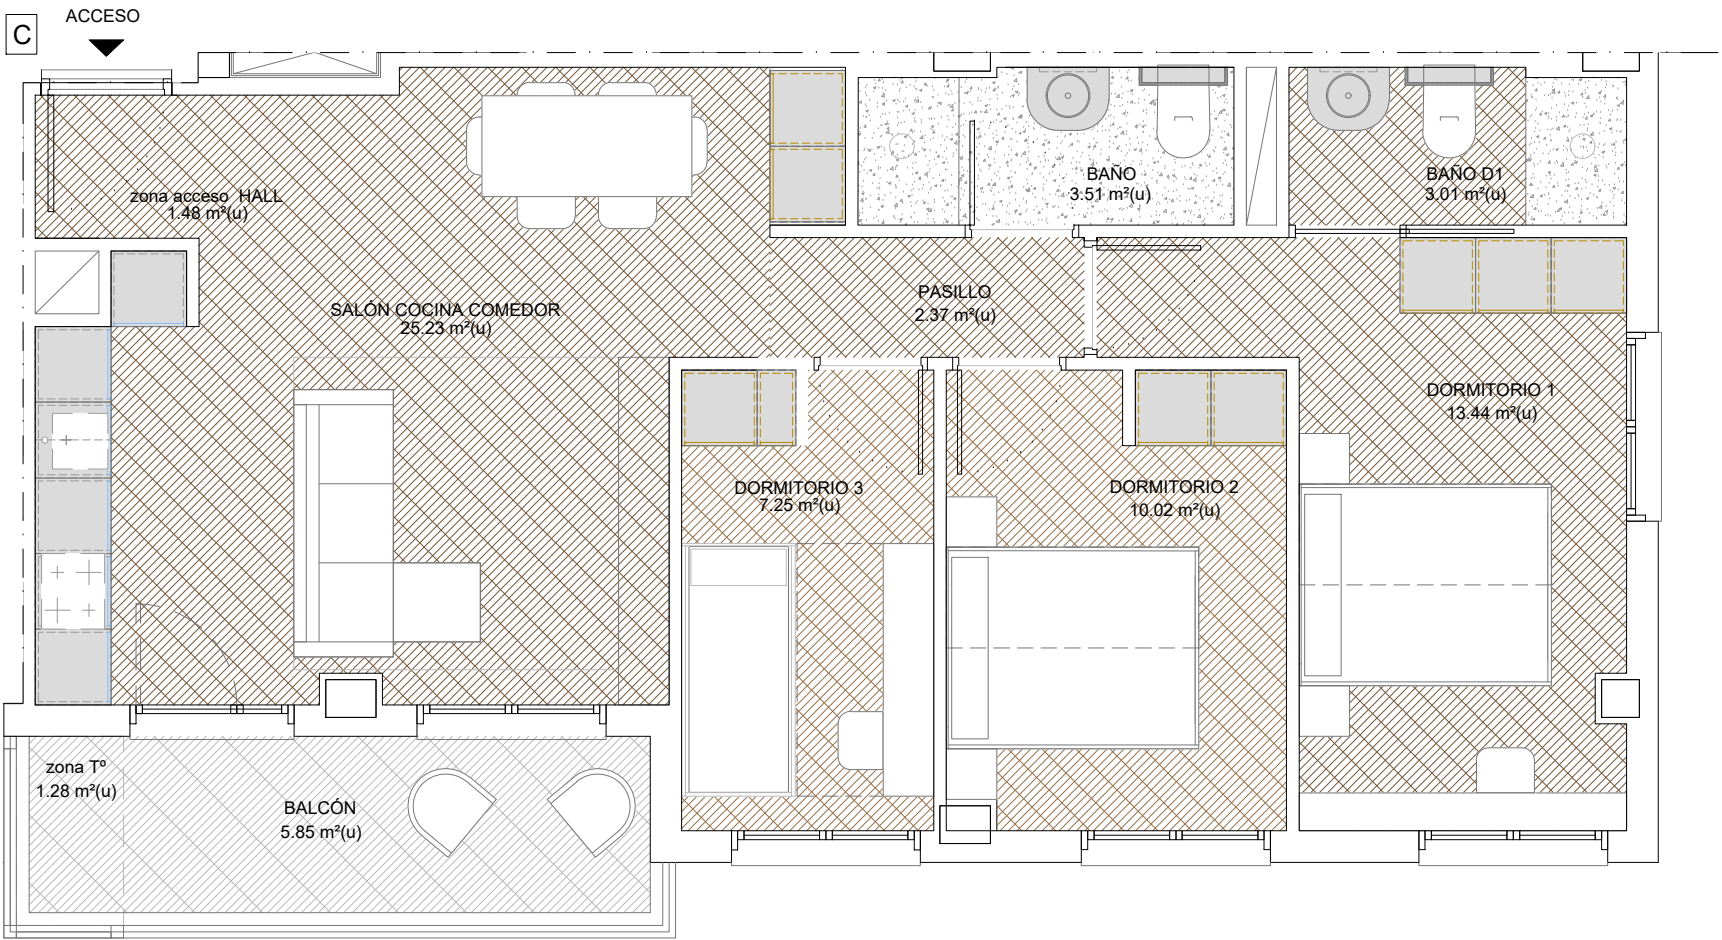 C
ACCESO
zona acceso HALL
1.48 m²(u)
BAÑO
3.51 m²(u)
BAÑO D1
3.01 m²(u)
SALÓN COCINA COMEDOR
25.23 m²(u)
PASILLO
2.37 m²(u)
DORMITORIO 1
13.44 m²(u)
DORMITORIO 3
7.25 m²(u)
DORMITORIO 2
10.02 m²(u)
zona Tº
1.28 m²(u)
BALCÓN
5.85 m²(u)